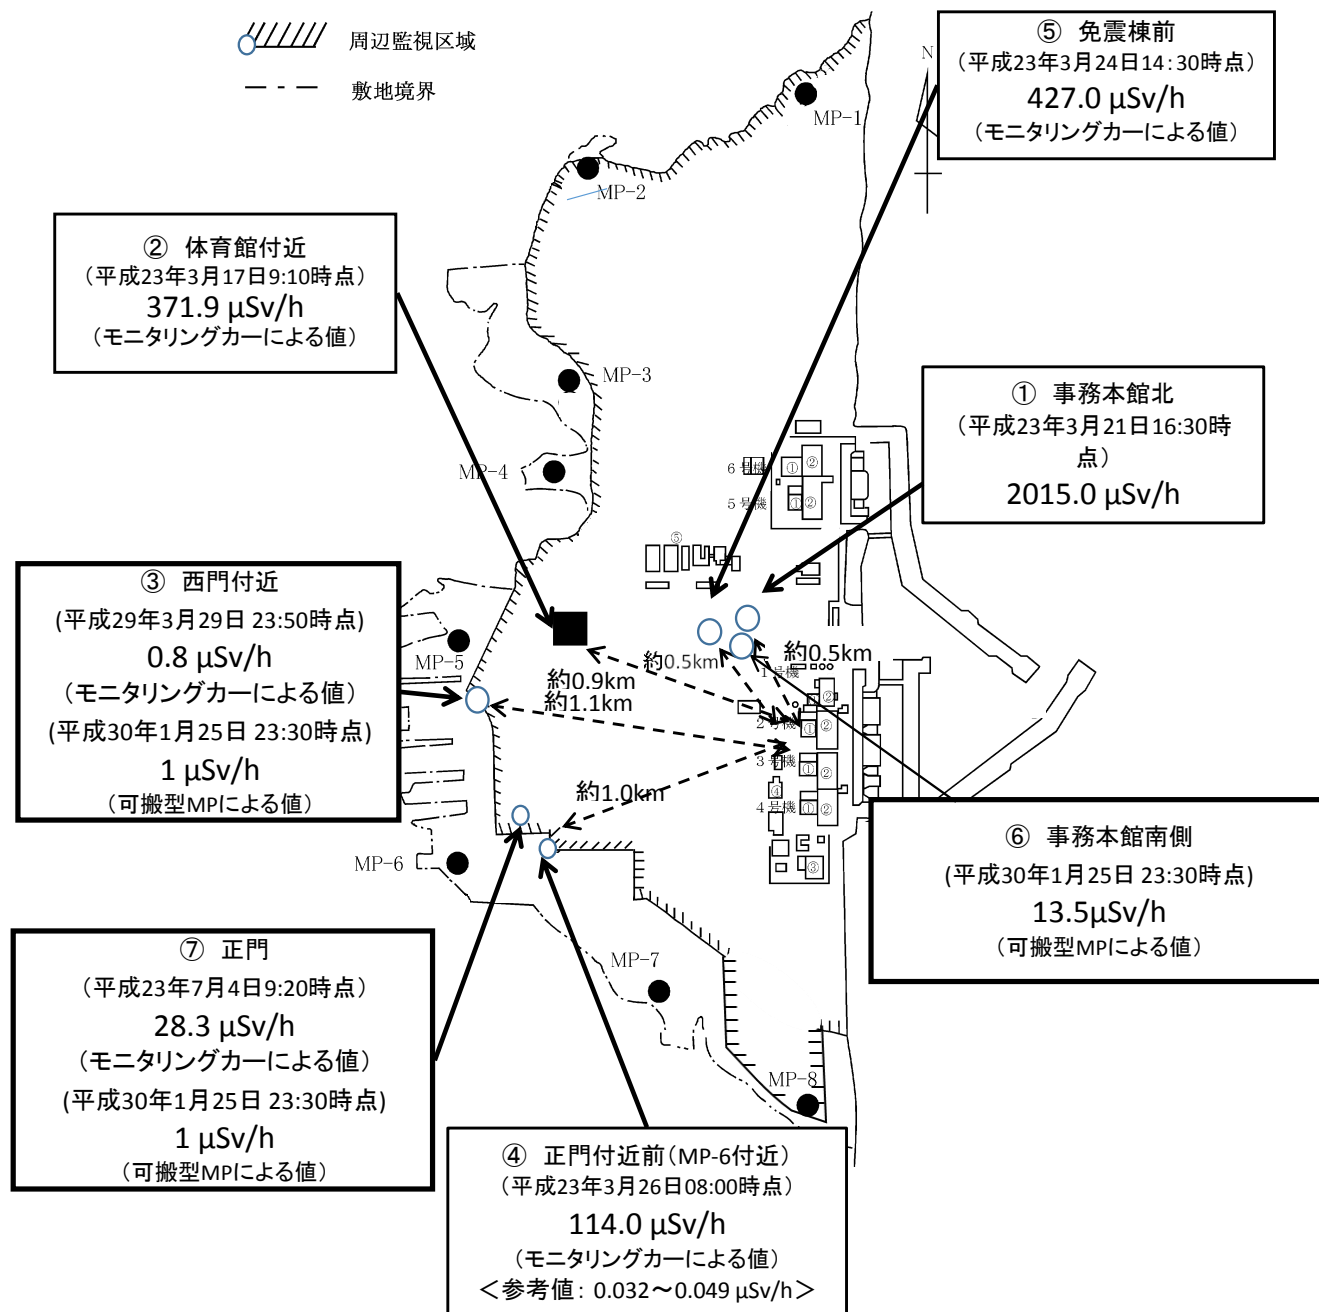 周辺監視区域
敷地境界
⑤ 免震棟前
(平成23年3月24日14:30時点)
427.0 μSv/h
(モニタリングカーによる値)
N
MP-1
MP-2
② 体育館付近
(平成23年3月17日9:10時点)
371.9 μSv/h
(モニタリングカーによる値)
MP-3
① 事務本館北
(平成23年3月21日16:30時
点)
2015.0 μSv/h
MP-4
6号機
①
②
5号機
①
②
⑤
③ 西門付近
(平成29年3月29日 23:50時点)
0.8 μSv/h
(モニタリングカーによる値)
(平成30年1月25日 23:30時点)
1 μSv/h
(可搬型MPによる値)
MP-5
約0.5km
約0.5km
約0.9km
約1.1km
1号機
②
2号機
①
②
3号機
①
②
④
4号機
①
②
③
約1.0km
MP-6
⑥ 事務本館南側
(平成30年1月25日 23:30時点)
13.5μSv/h
(可搬型MPによる値)
⑦ 正門
(平成23年7月4日9:20時点)
28.3 μSv/h
(モニタリングカーによる値)
(平成30年1月25日 23:30時点)
1 μSv/h
(可搬型MPによる値)
MP-7
MP-8
④ 正門付近前(MP-6付近)
(平成23年3月26日08:00時点)
114.0 μSv/h
(モニタリングカーによる値)
<参考値: 0.032～0.049 μSv/h>